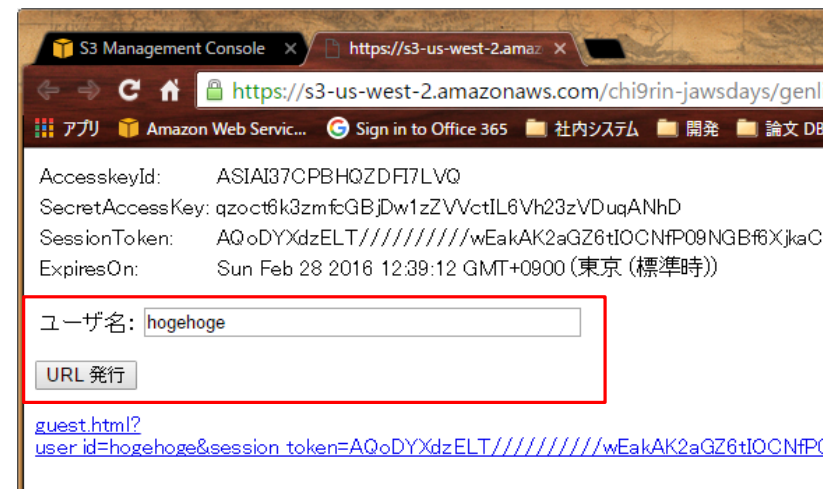 S3 Management Console
https://s3-us-west-2.amaz
https://s3-us-west-2.amazonaws.com/chi9rin-jawsdays/genl
アプリ Amazon Web Servic... Sign in to Office 365 社内システム 開発 論文 DB
AccesskeyId: ASIAI37CPBHQZDFI7LVQ
SecretAccessKey: qzoct6k3zmfcGBjDw1zZVVctIL6Vh23zVDuqANhD
SessionToken: AQoDYXdzELT//////////wEakAK2aGZ6tIOCNfP09NGBf6XjkaC
ExpiresOn: Sun Feb 28 2016 12:39:12 GMT+0900 (東京 (標準時))
ユーザ名: hogehoge
URL 発行
guest.html?
user_id=hogehoge&session_token=AQoDYXdzELT//////////wEakAK2aGZ6tIOCNfP0